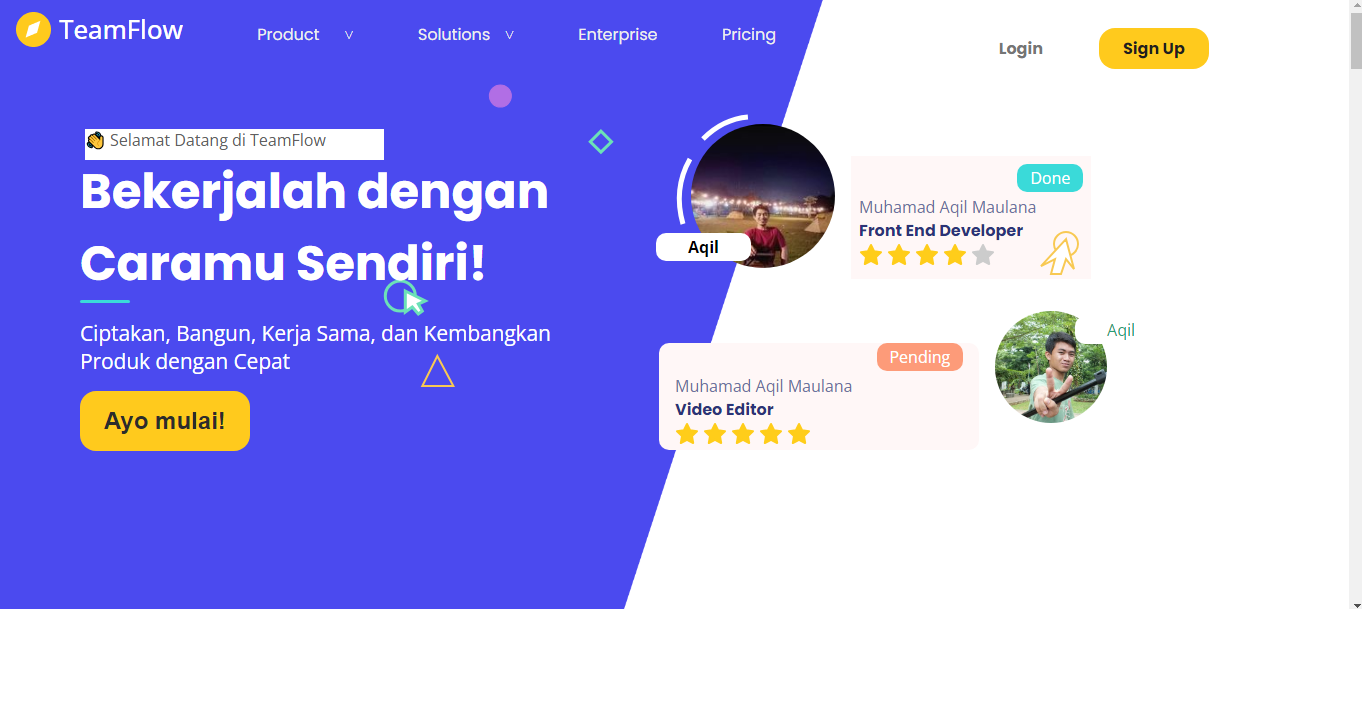 TeamFlow
Product ˅
Solutions ˅
Enterprise
Pricing
Login
Sign Up
👏 Selamat Datang di TeamFlow
Bekerjalah dengan
Caramu Sendiri!
Ciptakan, Bangun, Kerja Sama, dan Kembangkan
Produk dengan Cepat
Ayo mulai!
Aqil
Done
Muhamad Aqil Maulana
Front End Developer
Pending
Muhamad Aqil Maulana
Video Editor
Aqil